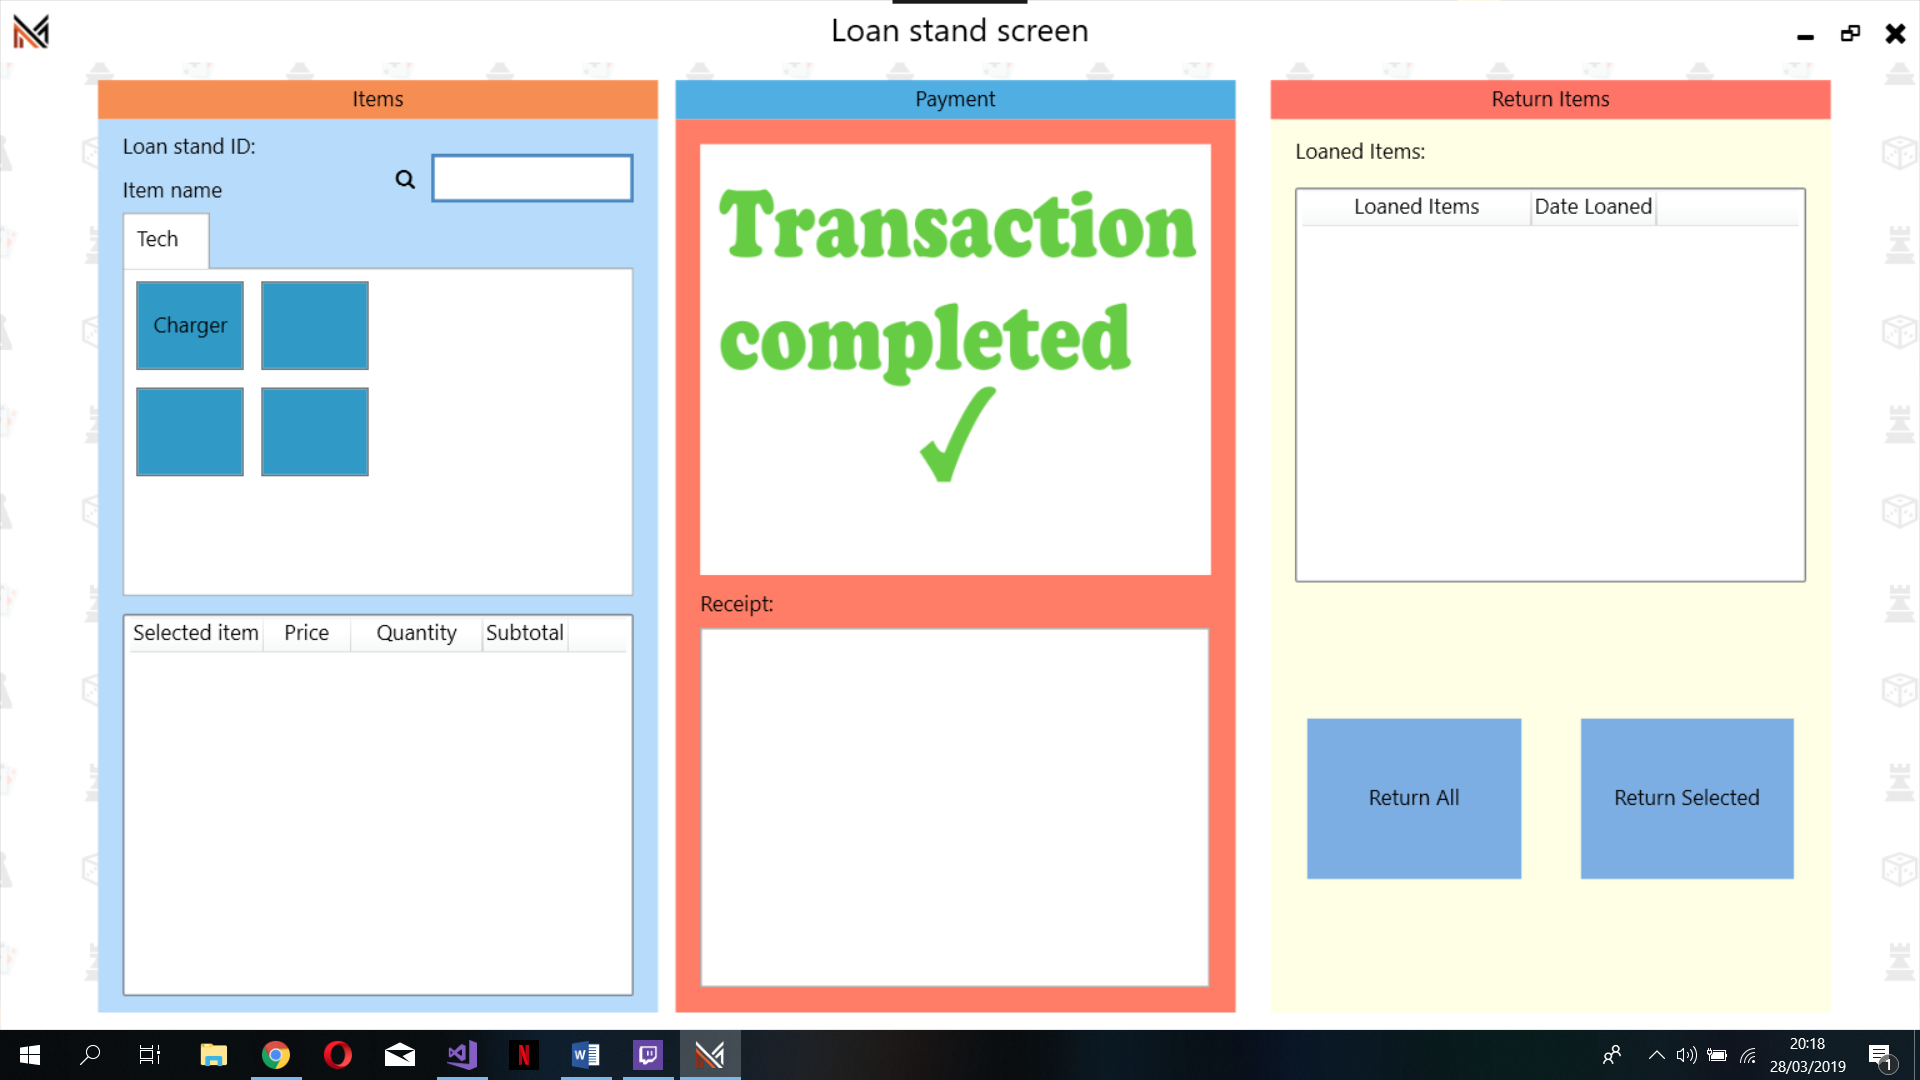 Loan stand screen
Items
Loan stand ID:
Item name
Tech
Charger
Selected item Price Quantity Subtotal
Payment
Transaction
completed
Receipt:
Return Items
Loaned Items:
Loaned Items Date Loaned
Return All
Return Selected
20:18
28/03/2019
1